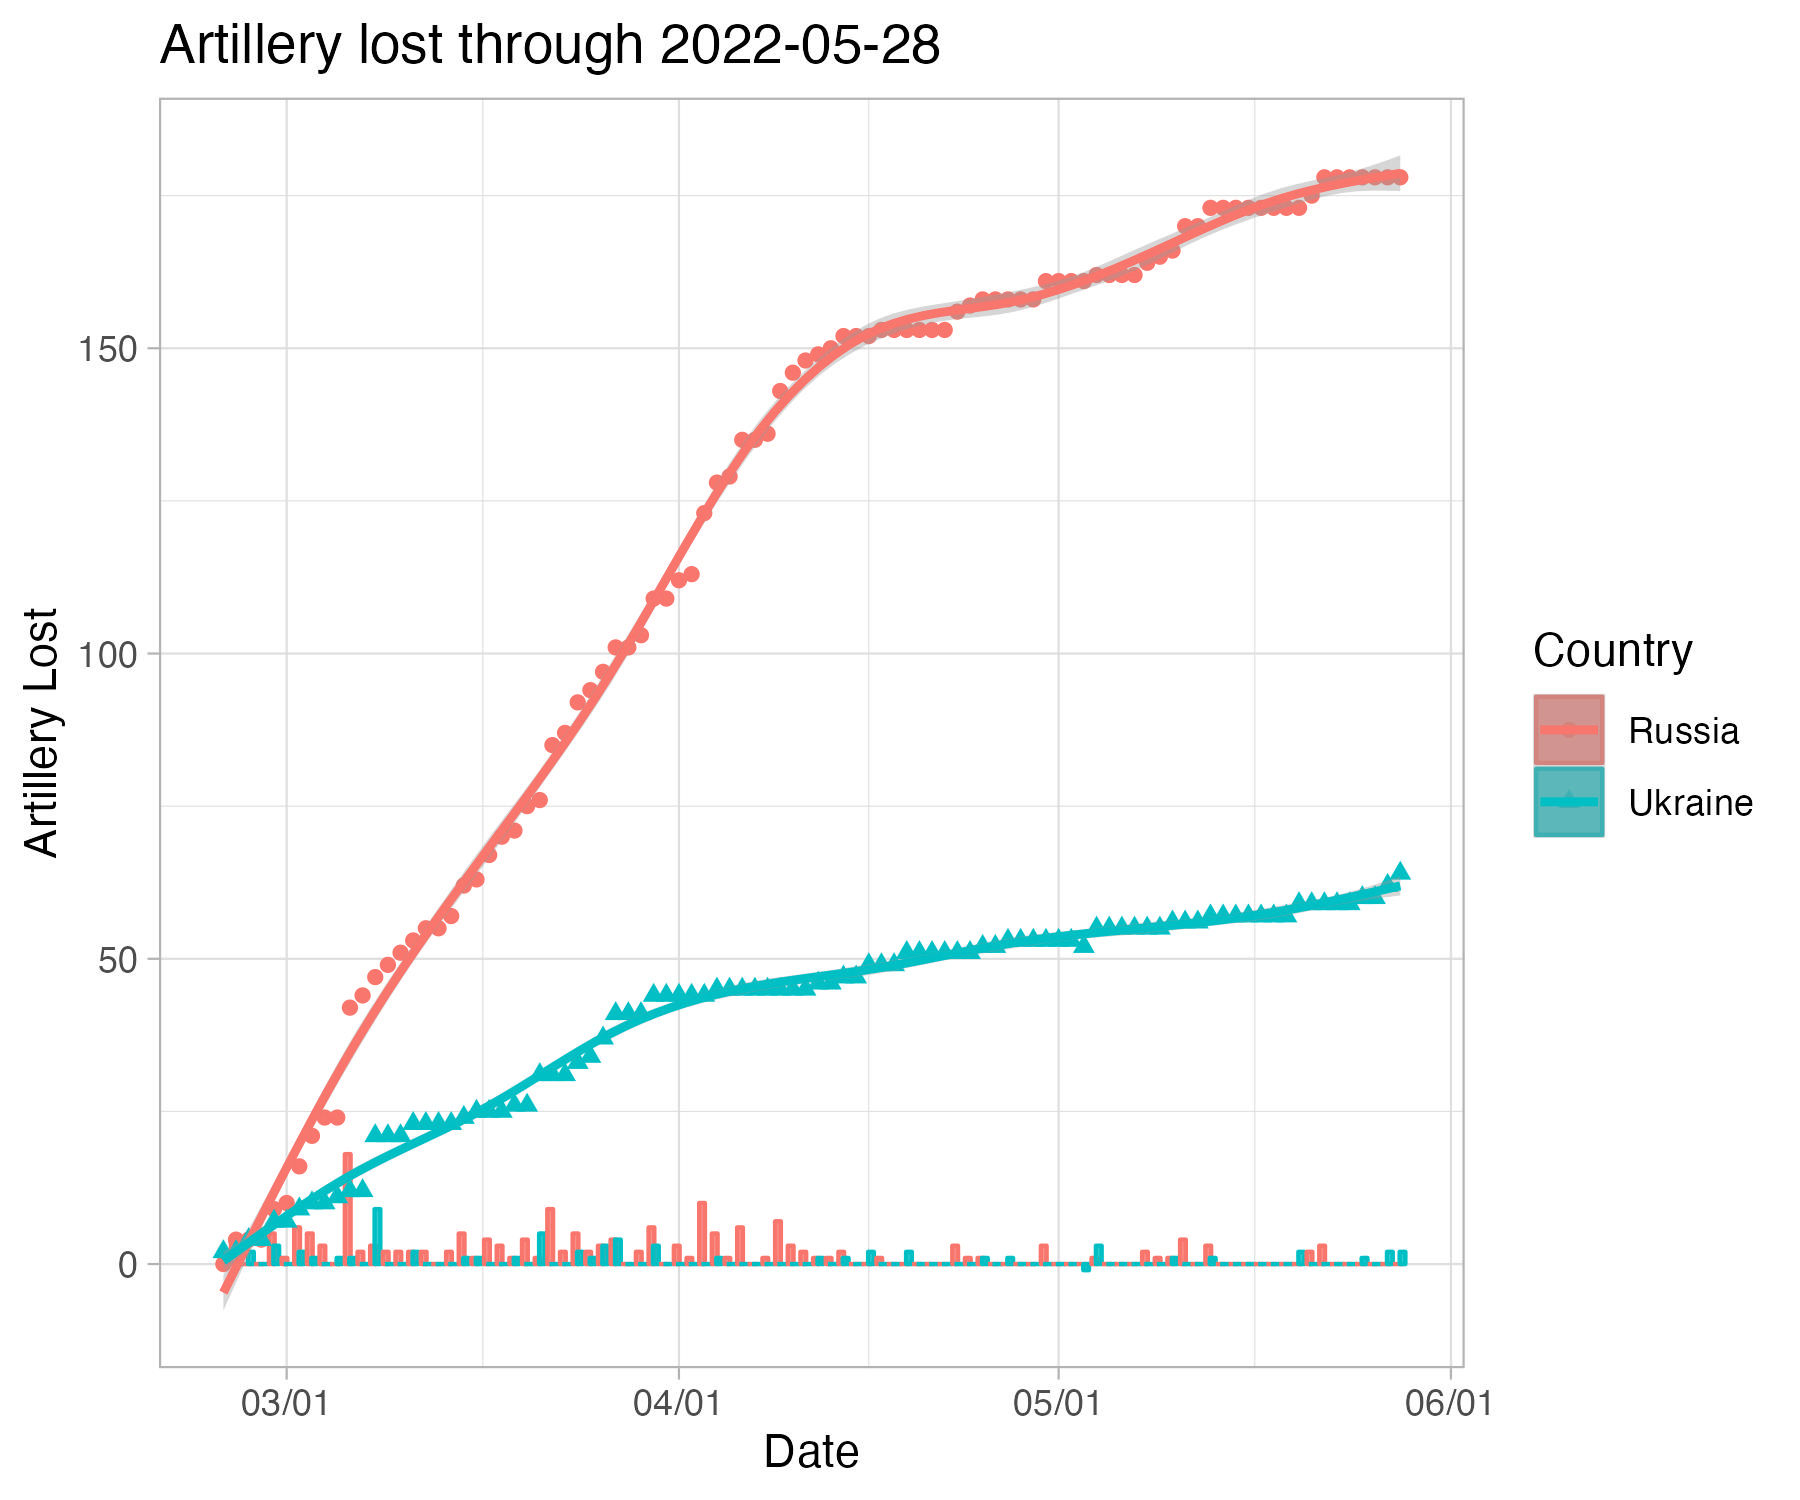 Artillery lost through 2022-05-28
Artillery Lost
150
100
50
0
03/01
04/01
05/01
06/01
Date
Country
Russia
Ukraine